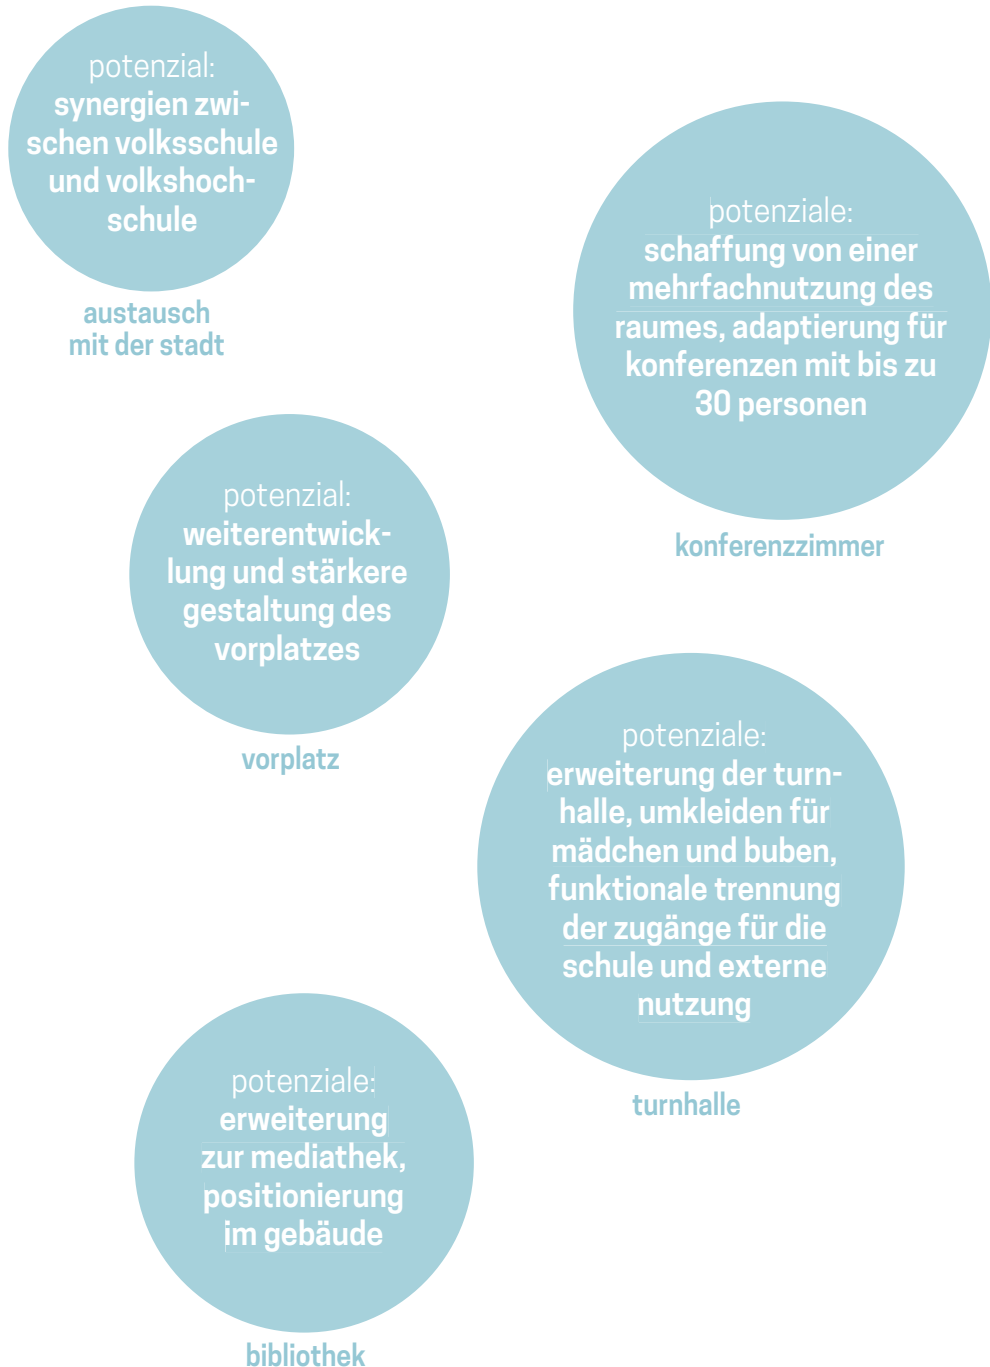 potenzial:
synergien zwi-
schen volksschule
und volkshoch-
schule
austausch
mit der stadt
potenziale:
schaffung von einer
mehrfachnutzung des
raumes, adaptierung für
konferenzen mit bis zu
30 personen
konferenzzimmer
potenzial:
weiterentwick-
lung und stärkere
gestaltung des
vorplatzes
vorplatz
potenziale:
erweiterung der turn-
halle, umkleiden für
mädchen und buben,
funktionale trennung
der zugänge für die
schule und externe
nutzung
turnhalle
potenziale:
erweiterung
zur mediathek,
positionierung
im gebäude
bibliothek